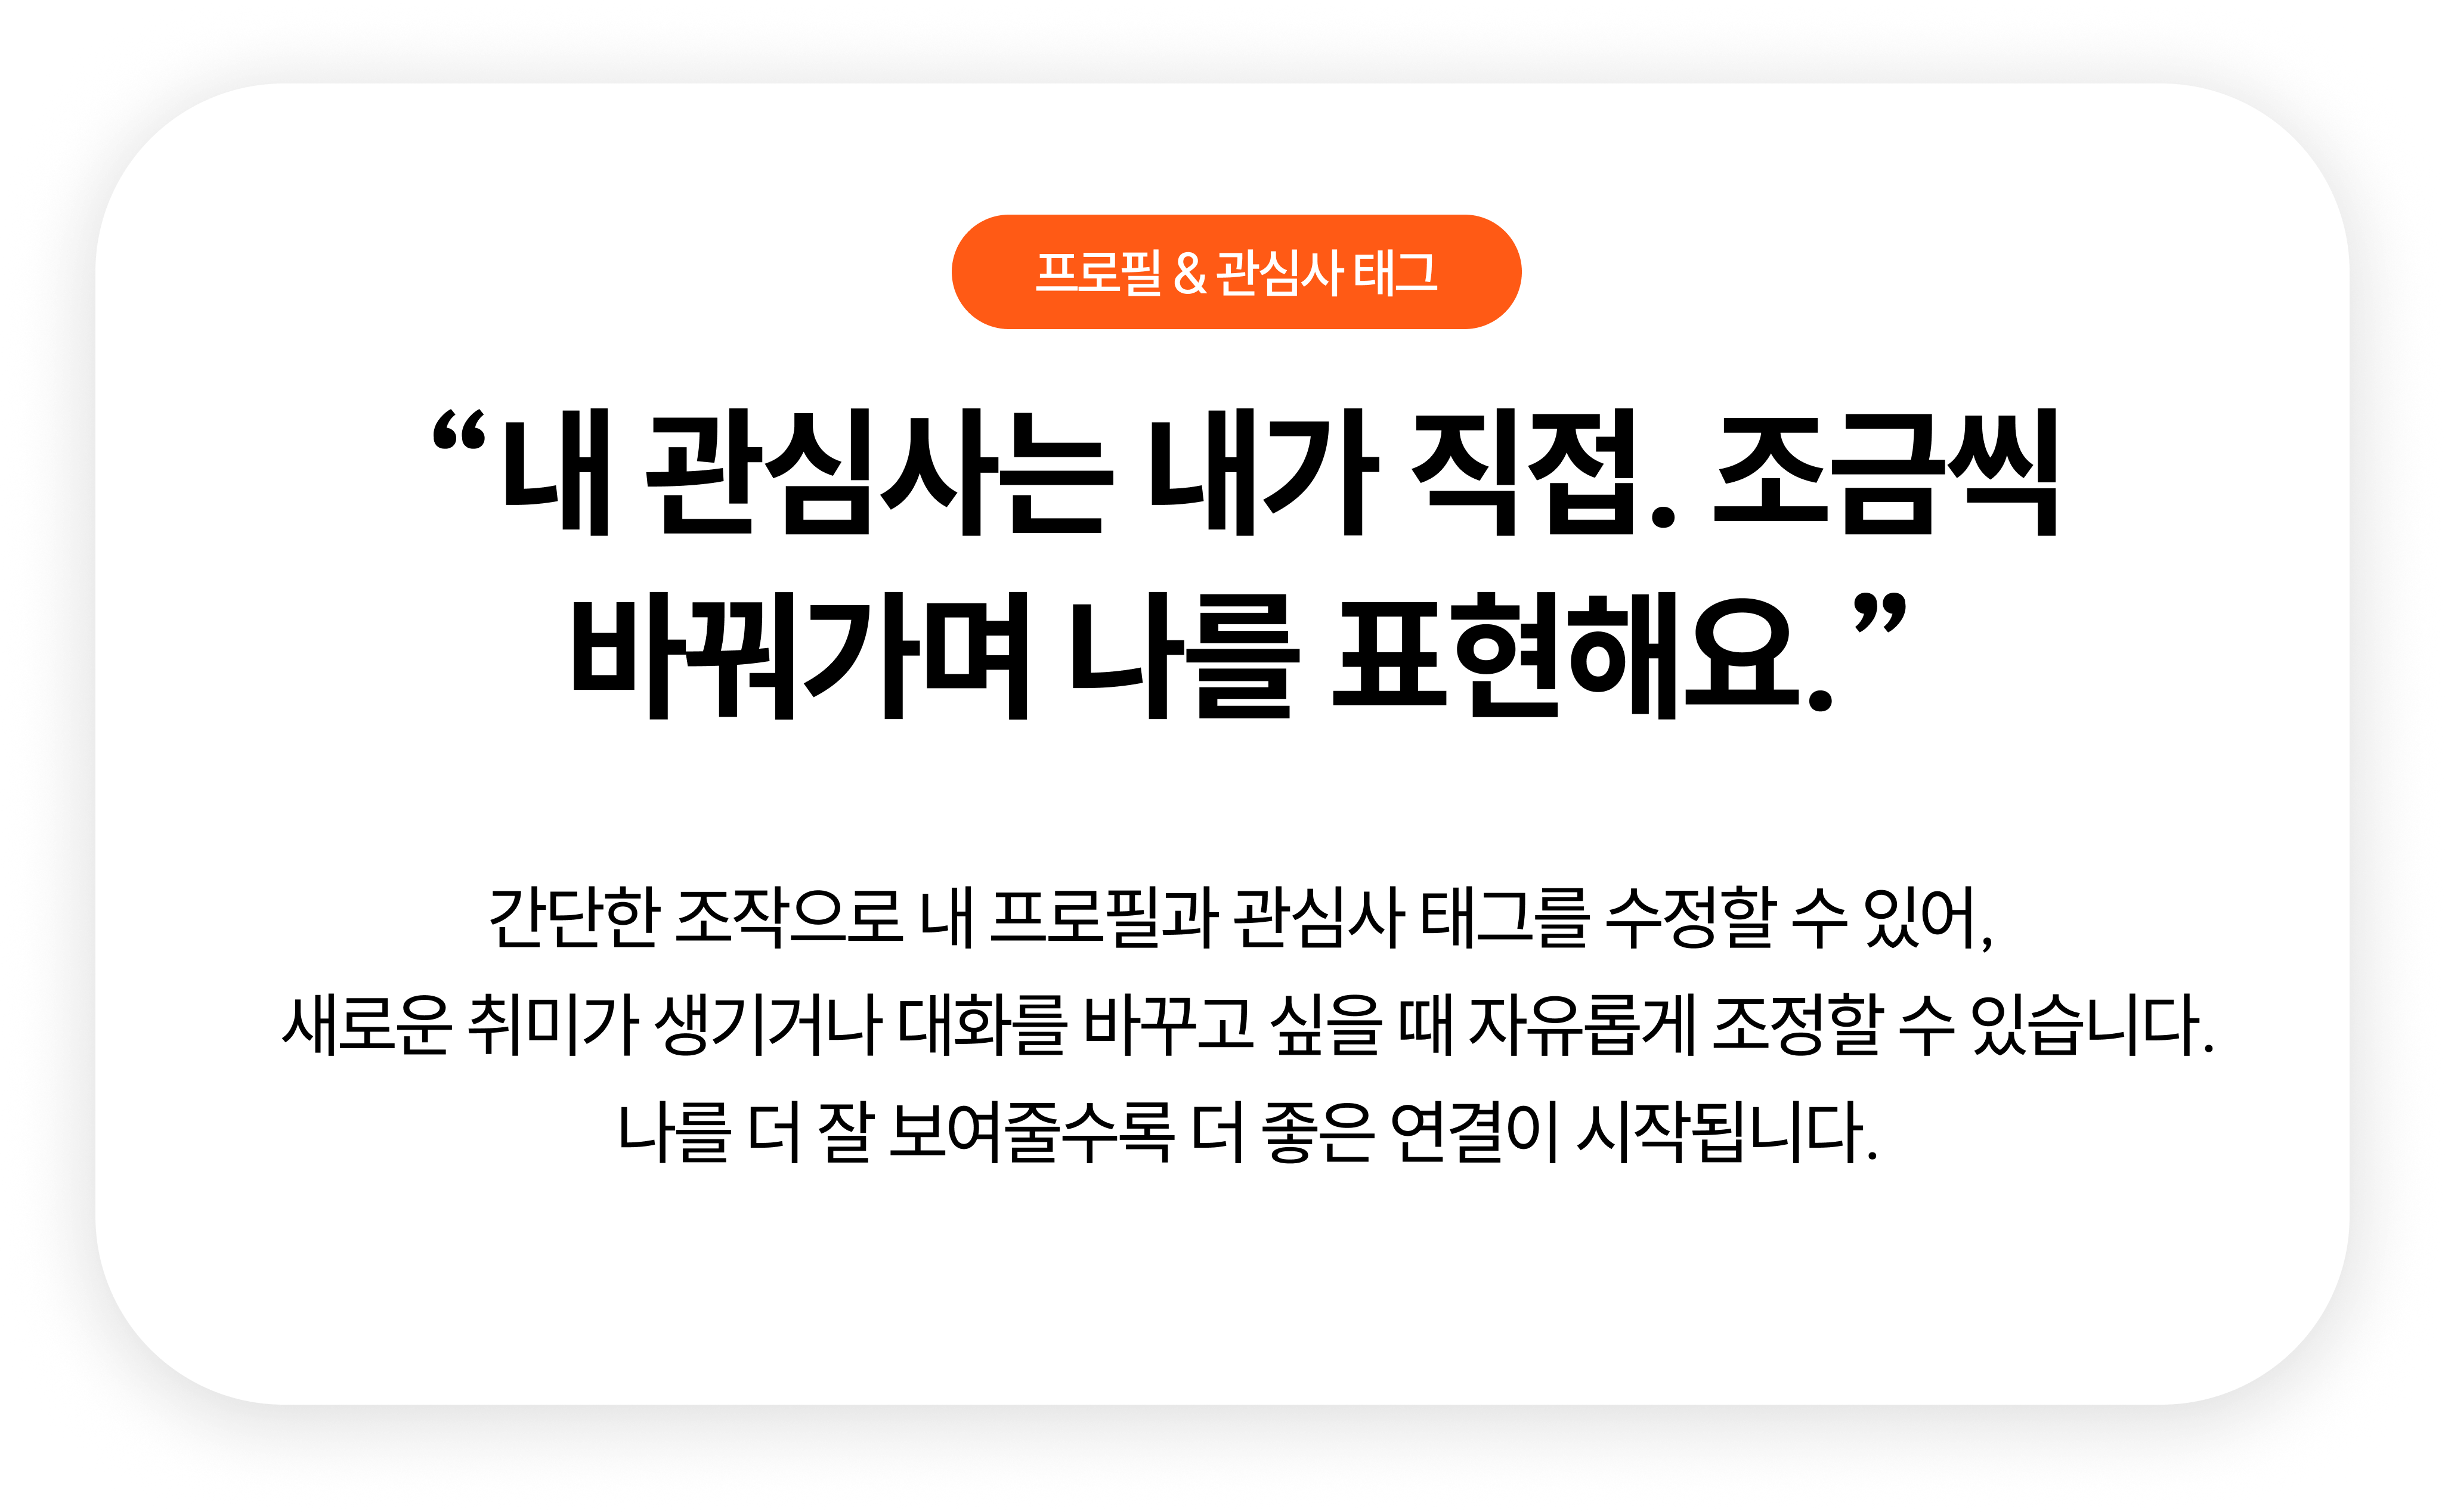 프로필 & 관심사 태그
“내 관심사는 내가 직접. 조금씩
바꿔가며 나를 표현해요.”
간단한 조작으로 내 프로필과 관심사 태그를 수정할 수 있어,
새로운 취미가 생기거나 대화를 바꾸고 싶을 때 자유롭게 조정할 수 있습니다.
나를 더 잘 보여줄수록 더 좋은 연결이 시작됩니다.